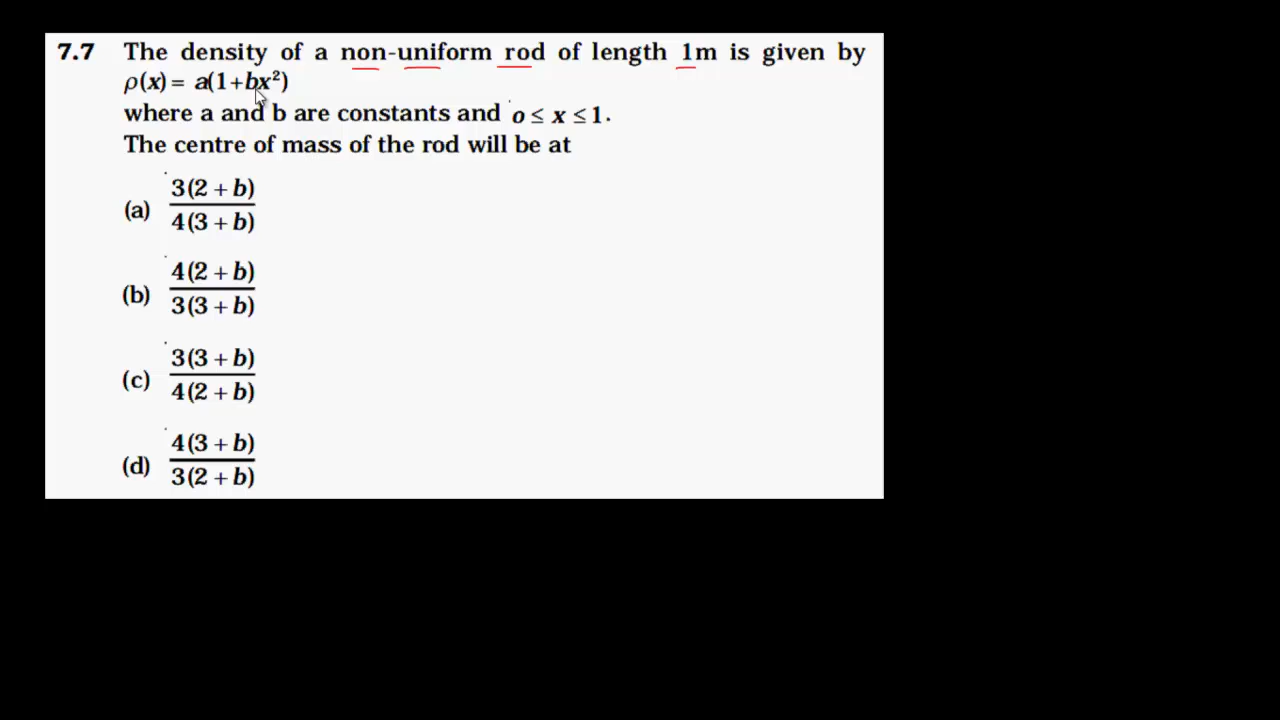 7.7 The density of a non-uniform rod of length 1m is given by
ρ(x) = a(1+bx²)
where a and b are constants and o ≤ x ≤ 1.
The centre of mass of the rod will be at
(a) 3(2 + b)
4(3 + b)
(b) 4(2 + b)
3(3 + b)
(c) 3(3 + b)
4(2 + b)
(d) 4(3 + b)
3(2 + b)